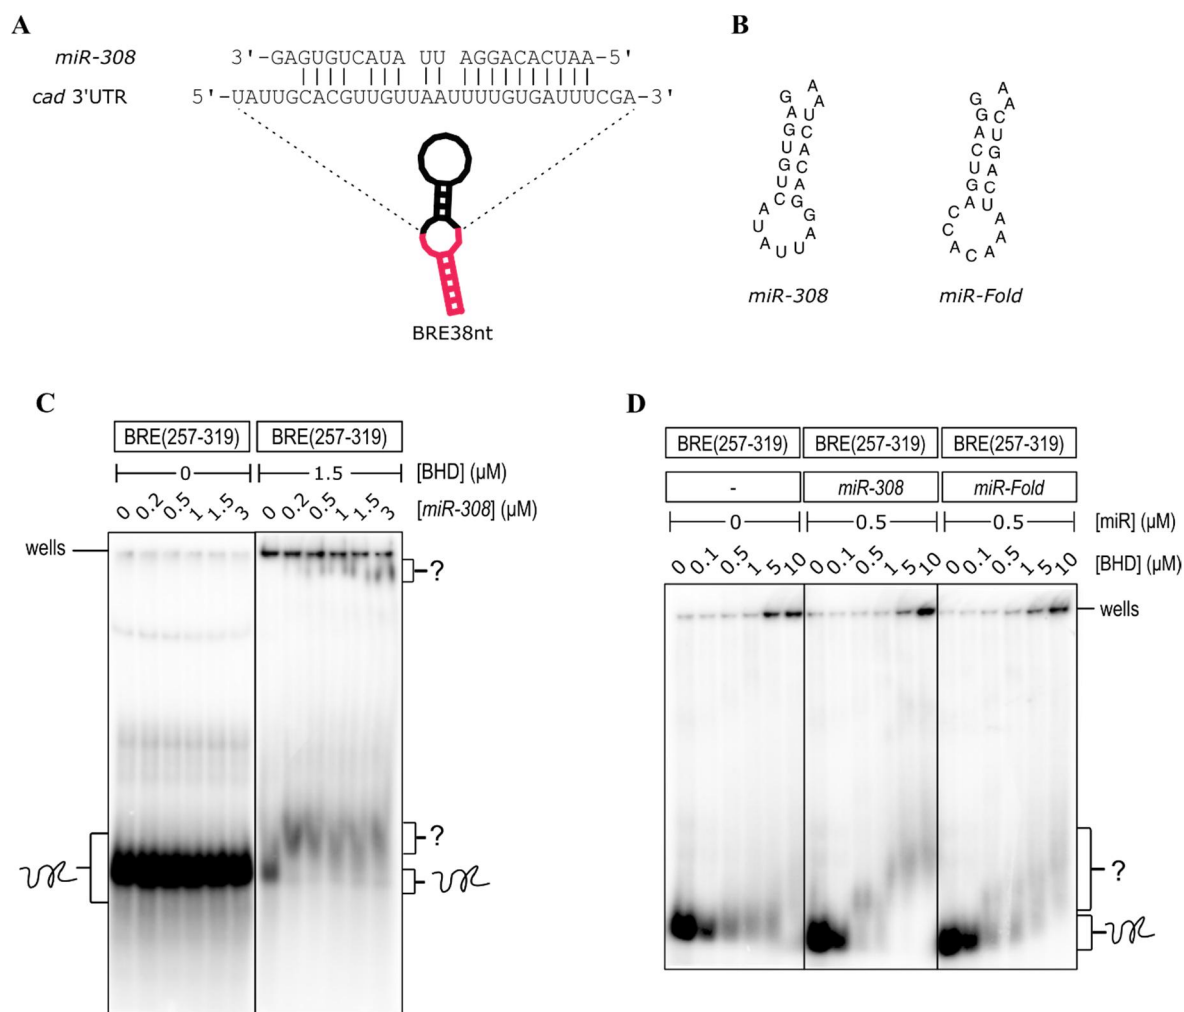 A
miR-308 3'-GAGUGUCAUA UU AGGACACUAA-5'
cad 3'UTR 5'-UAUUGCACGUUGUUAAUUUUGUGAUUUCGA-3'
BRE38nt
B
G A G U G U C A U A U U A G G A C A C U A A
miR-308
G G A C U G A C C A C A A A U C A G U C A A
miR-Fold
C
BRE(257-319) BRE(257-319)
0 1.5 [BHD] (µM)
0 0.2 0.5 1 1.5 3 0 0.2 0.5 1 1.5 3 [miR-308] (µM)
wells
?
?
D
BRE(257-319) BRE(257-319) BRE(257-319)
- miR-308 miR-Fold
0 0.5 0.5 [miR] (µM)
0 0.1 0.5 1 5 10 0 0.1 0.5 1 5 10 0 0.1 0.5 1 5 10 [BHD] (µM)
wells
?